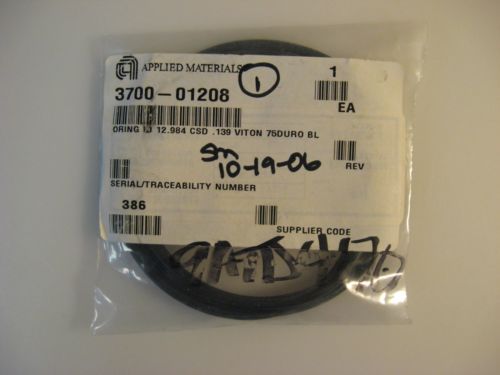 APPLIED MATERIALS
1
1
3700-01208
EA
ORING ID 12.984 CSD .139 VITON 75DURO BL
Sm
10-19-06
REV
SERIAL/TRACEABILITY NUMBER
386
SUPPLIER CODE